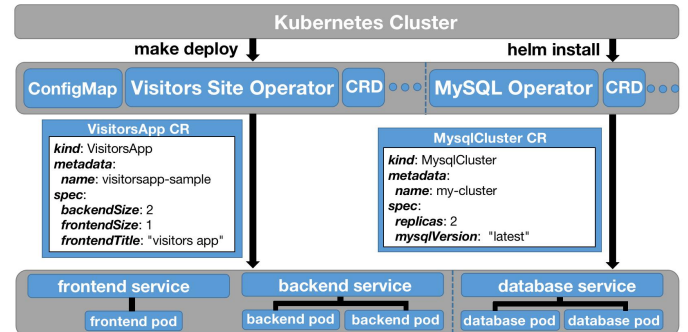 Kubernetes Cluster
make deploy
helm install
ConfigMap
Visitors Site Operator
CRD
MySQL Operator
CRD
VisitorsApp CR
kind: VisitorsApp
metadata:
name: visitorsapp-sample
spec:
backendSize: 2
frontendSize: 1
frontendTitle: "visitors app"
MysqlCluster CR
kind: MysqlCluster
metadata:
name: my-cluster
spec:
replicas: 2
mysqlVersion: "latest"
frontend service
backend service
database service
frontend pod
backend pod
backend pod
database pod
database pod